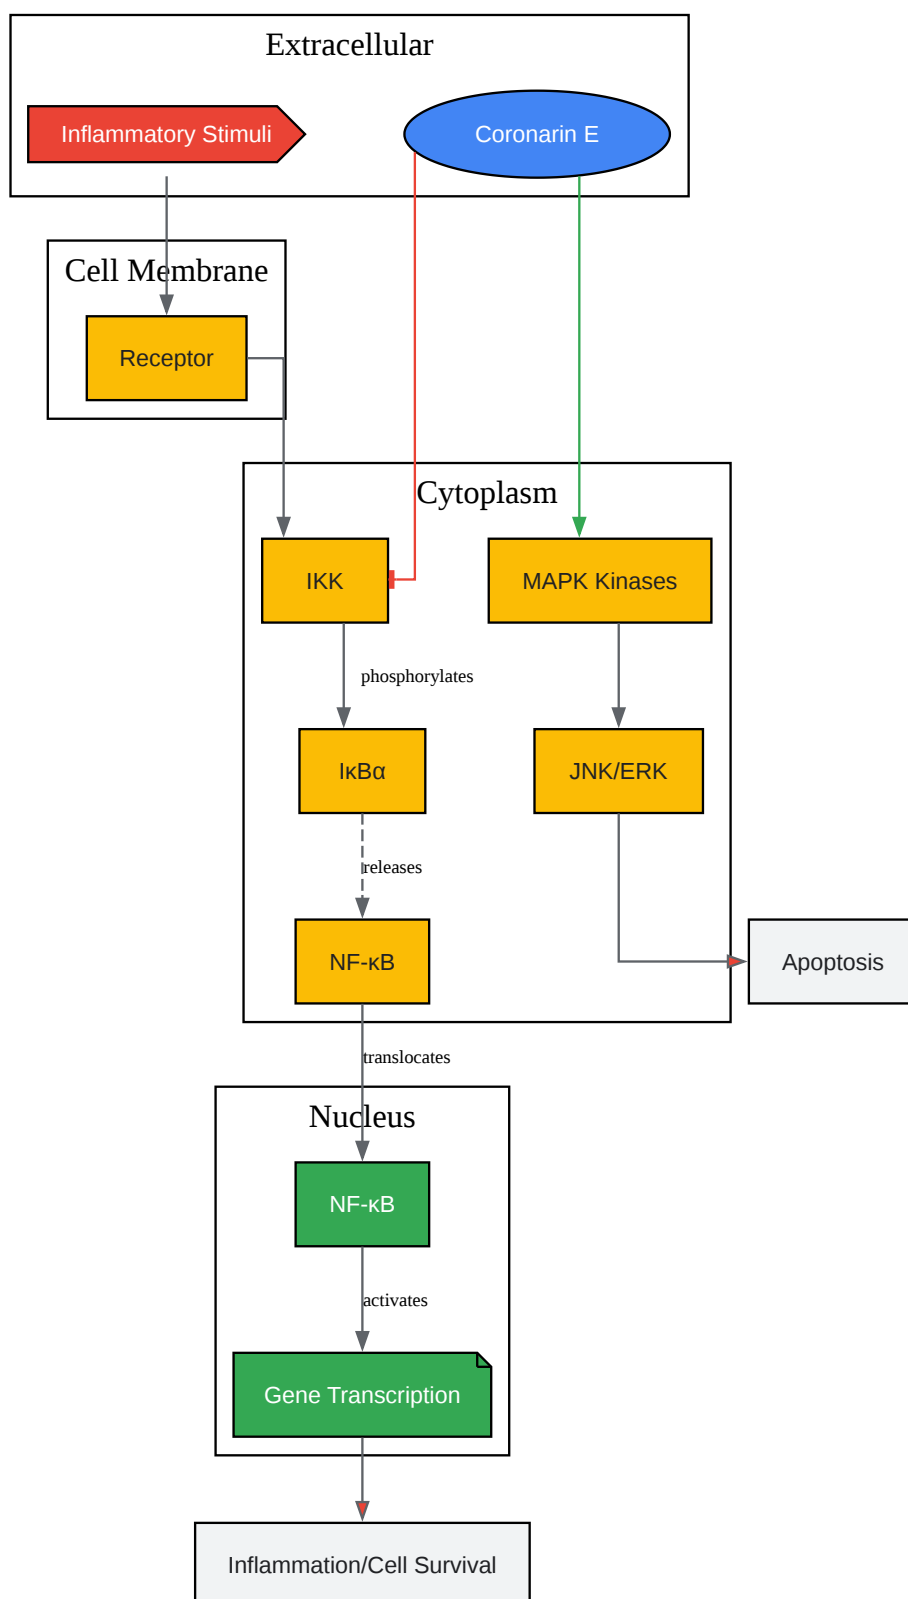 Extracellular
Inflammatory Stimuli
Coronarin E
Cell Membrane
Receptor
Cytoplasm
IKK
MAPK Kinases
phosphorylates
IκBα
JNK/ERK
releases
NF-κB
Apoptosis
translocates
Nucleus
NF-κB
activates
Gene Transcription
Inflammation/Cell Survival